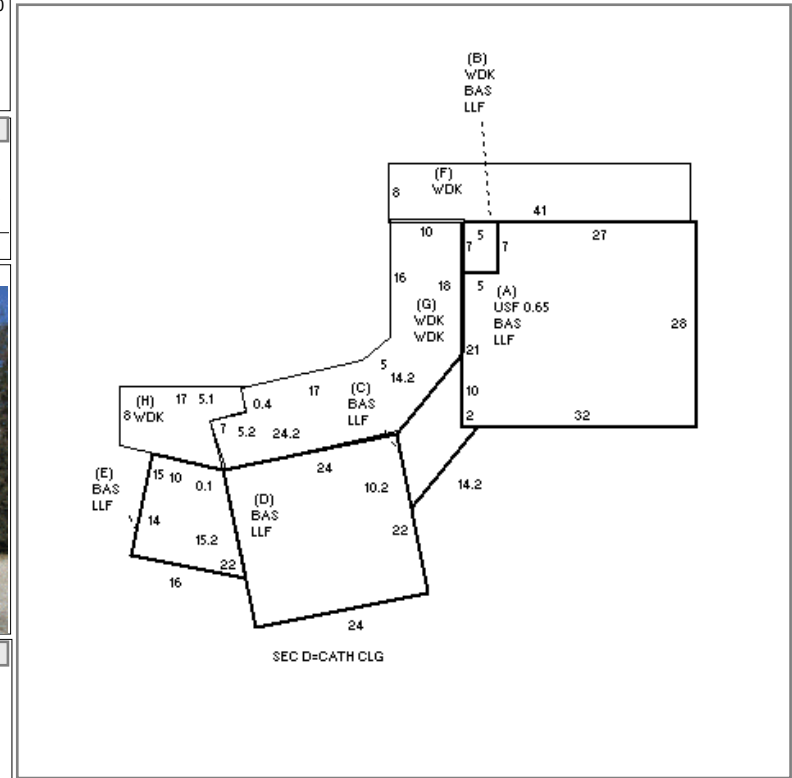 0
(B)
WDK
BAS
LLF
(F)
8 WDK
41
10 5 27
7 7
16 18 5 (A)
USF 0.65
BAS
LLF
28
(G)
WDK
WDK
21
5
14.2
10
2 32
(H)
8 WDK
17 5.1
0.4
17
(C)
BAS
LLF
7 5.2 24.2
24
(E)
BAS
LLF
15 10 0.1
14
15.2
22
16
(D)
BAS
LLF
10.2
22
14.2
24
SEC D=CATH CLG